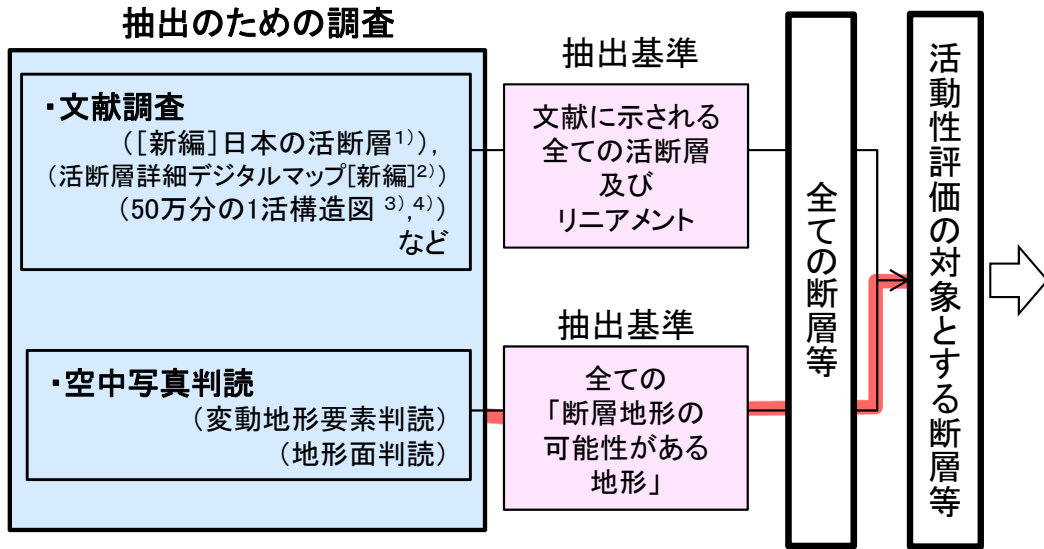 抽出のための調査
・文献調査
([新編]日本の活断層1)),
(活断層詳細デジタルマップ[新編]2))
(50万分の1活構造図 3),4))
など
・空中写真判読
(変動地形要素判読)
(地形面判読)
抽出基準
文献に示される
全ての活断層
及び
リニアメント
抽出基準
全ての
「断層地形の
可能性がある
地形」
全ての断層等
活動性評価の対象とする断層等